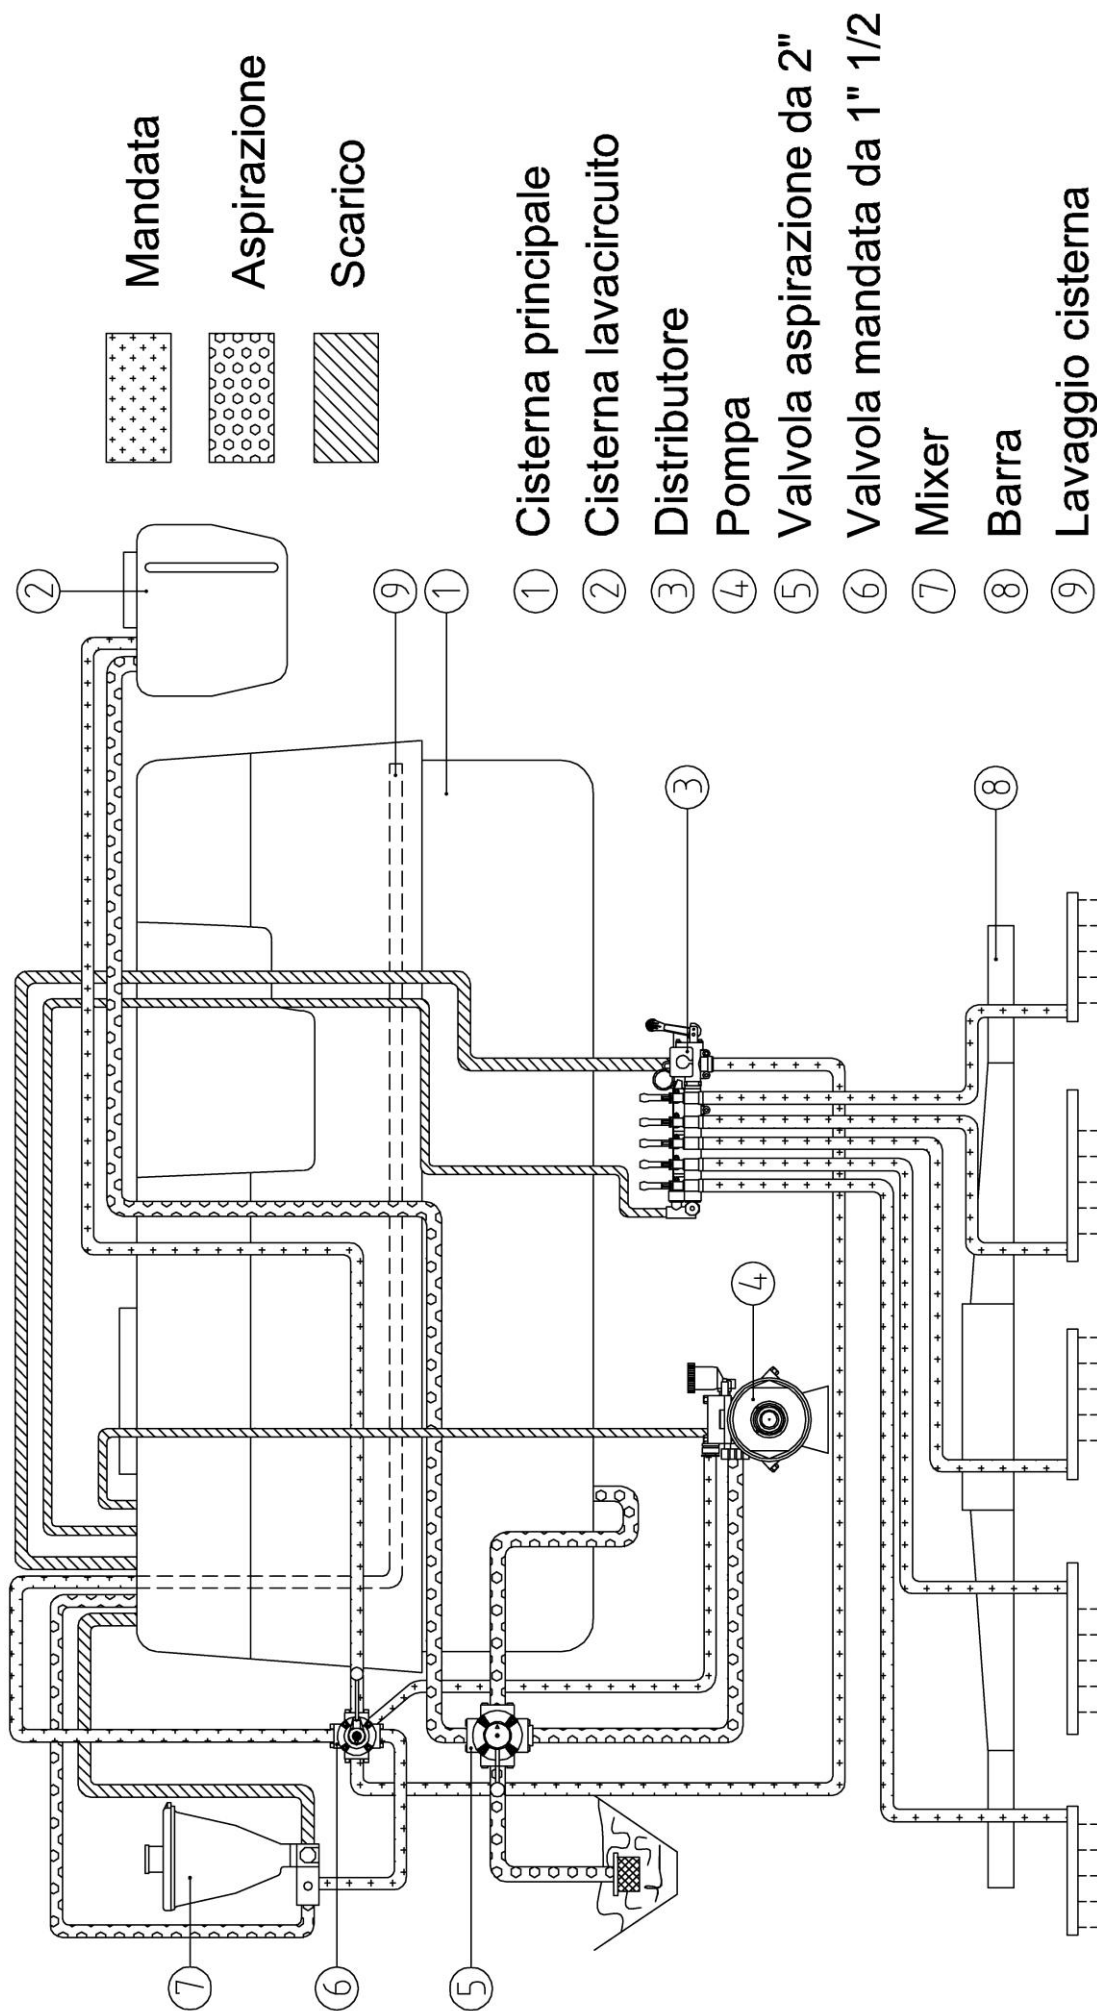 Mandata
Aspirazione
Scarico
1 Cisterna principale
2 Cisterna lavacircuito
3 Distributore
4 Pompa
5 Valvola aspirazione da 2"
6 Valvola mandata da 1" 1/2
7 Mixer
8 Barra
9 Lavaggio cisterna
2
9
1
3
8
4
7
6
5